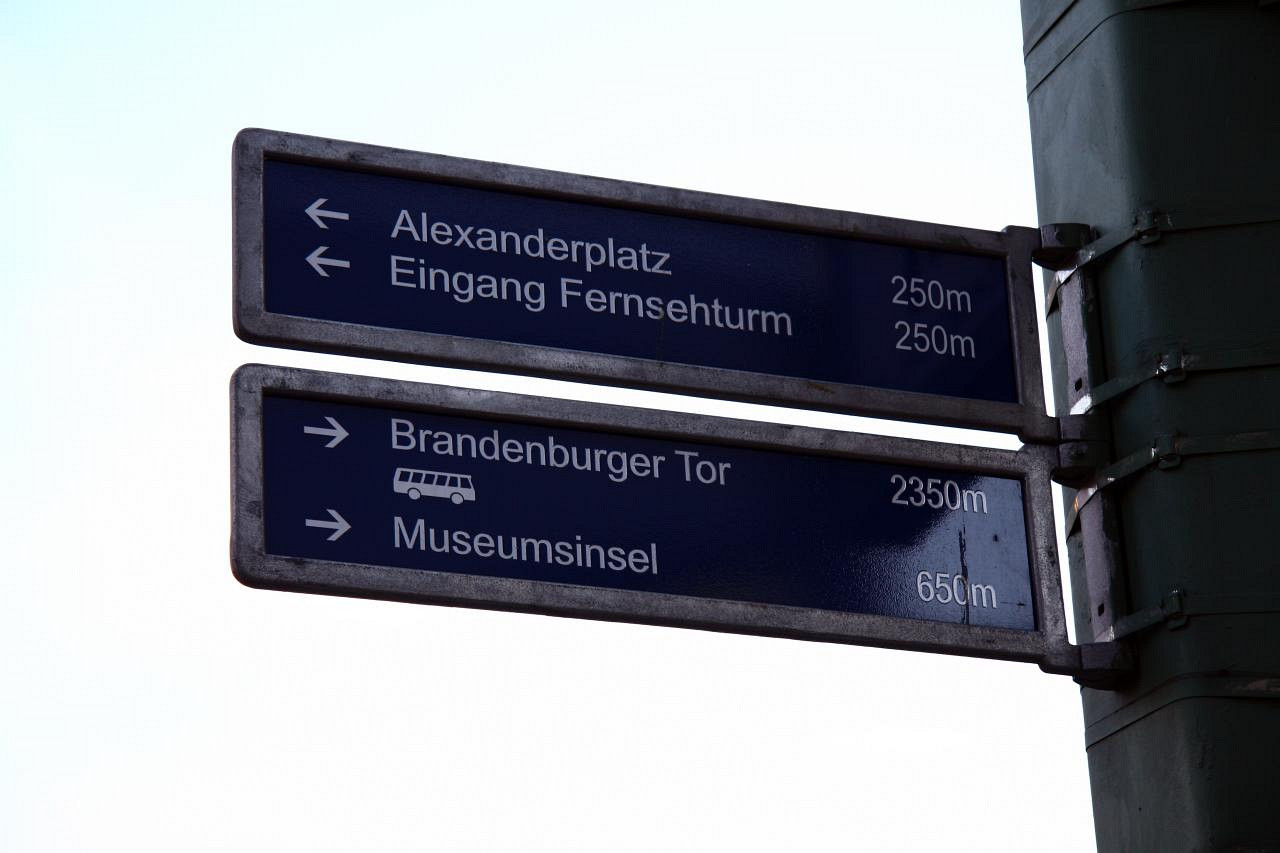 ← Alexanderplatz 250m
← Eingang Fernsehturm 250m
→ Brandenburger Tor 2350m
→ Museumsinsel 650m